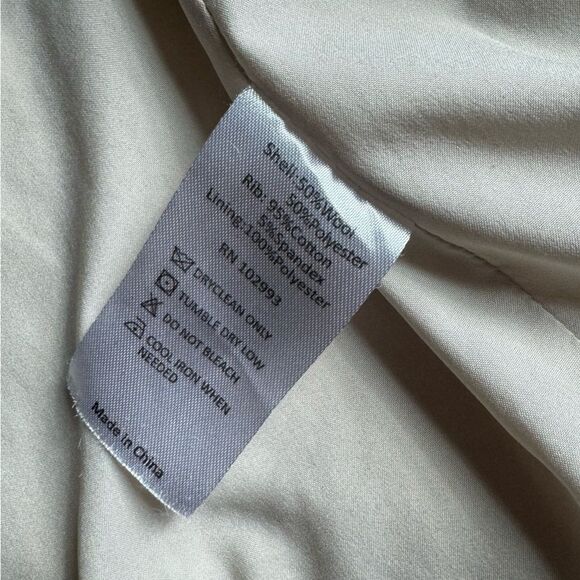 Shell:50%Wool
50%Polyester
Rib: 95%Cotton
5%Spandex
Lining:100%Polyester
RN 102993
DRYCLEAN ONLY
TUMBLE DRY LOW
DO NOT BLEACH
COOL IRON WHEN
NEEDED
Made in China